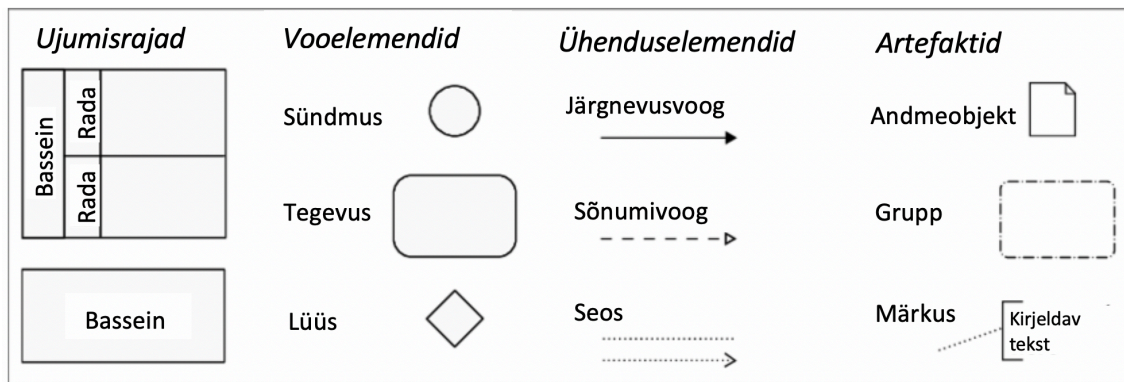 Ujumisrajad
Vooelemendid
Ühenduselemendid
Artefaktid
Bassein
Rada
Rada
Bassein
Sündmus
Tegevus
Lüüs
Järgnevusvoog
Sõnumivoog
Seos
Andmeobjekt
Grupp
Märkus
Kirjeldav
tekst